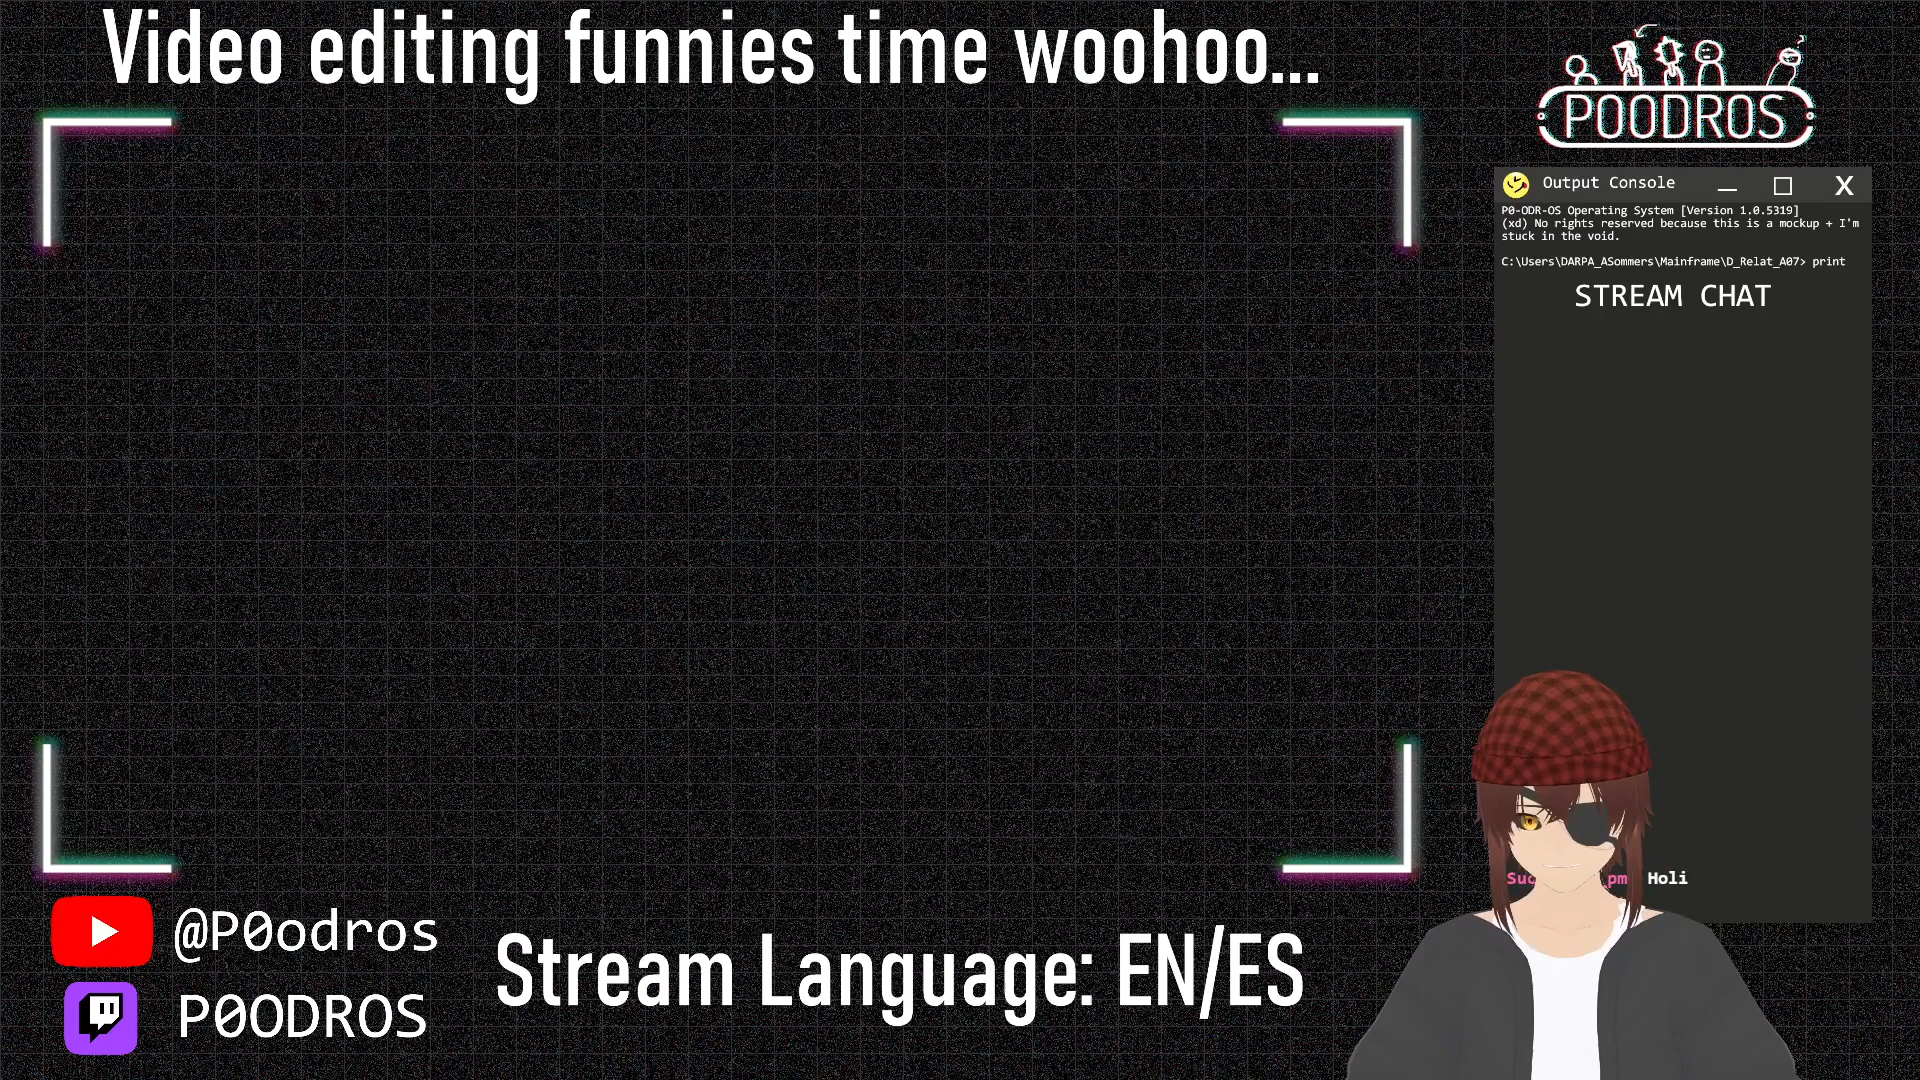 Video editing funnies time woohoo...
POODROS
Output Console
P0-ODR-OS Operating System [Version 1.0.5319]
(xd) No rights reserved because this is a mockup + I'm
stuck in the void.
C:\Users\DARPA_ASommers\Mainframe\D_Relat_A07> print
STREAM CHAT
Holi
@P0odros
Stream Language: EN/ES
P0ODROS